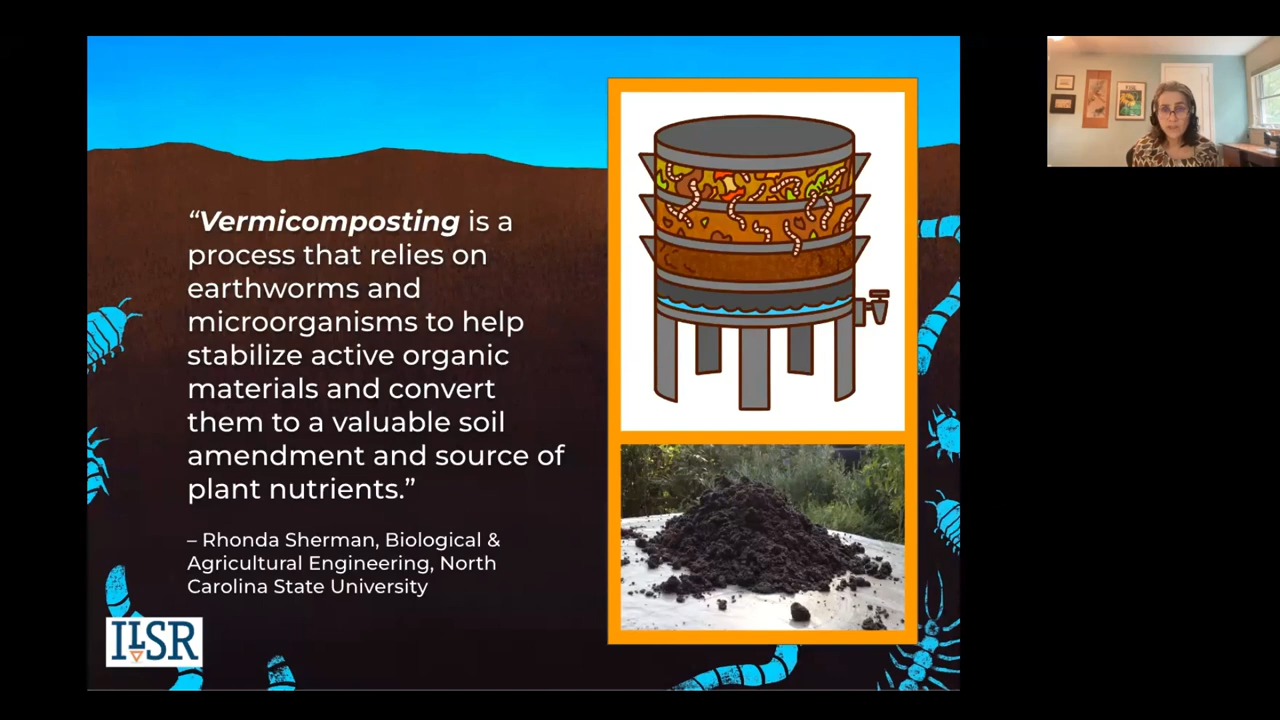 “Vermicomposting is a
process that relies on
earthworms and
microorganisms to help
stabilize active organic
materials and convert
them to a valuable soil
amendment and source of
plant nutrients.”
– Rhonda Sherman, Biological &
Agricultural Engineering, North
Carolina State University
ILSR